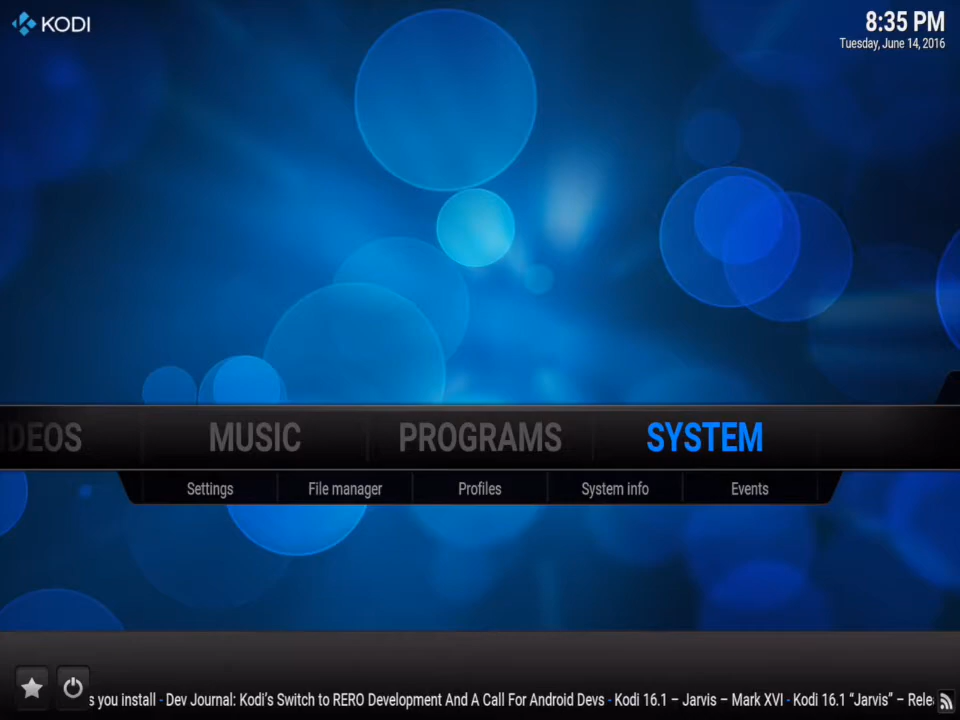 KODI
8:35 PM
Tuesday, June 14, 2016
DEOS MUSIC PROGRAMS SYSTEM
Settings File manager Profiles System info Events
s you install - Dev Journal: Kodi's Switch to RERO Development And A Call For Android Devs - Kodi 16.1 – Jarvis – Mark XVI - Kodi 16.1 “Jarvis” – Rele